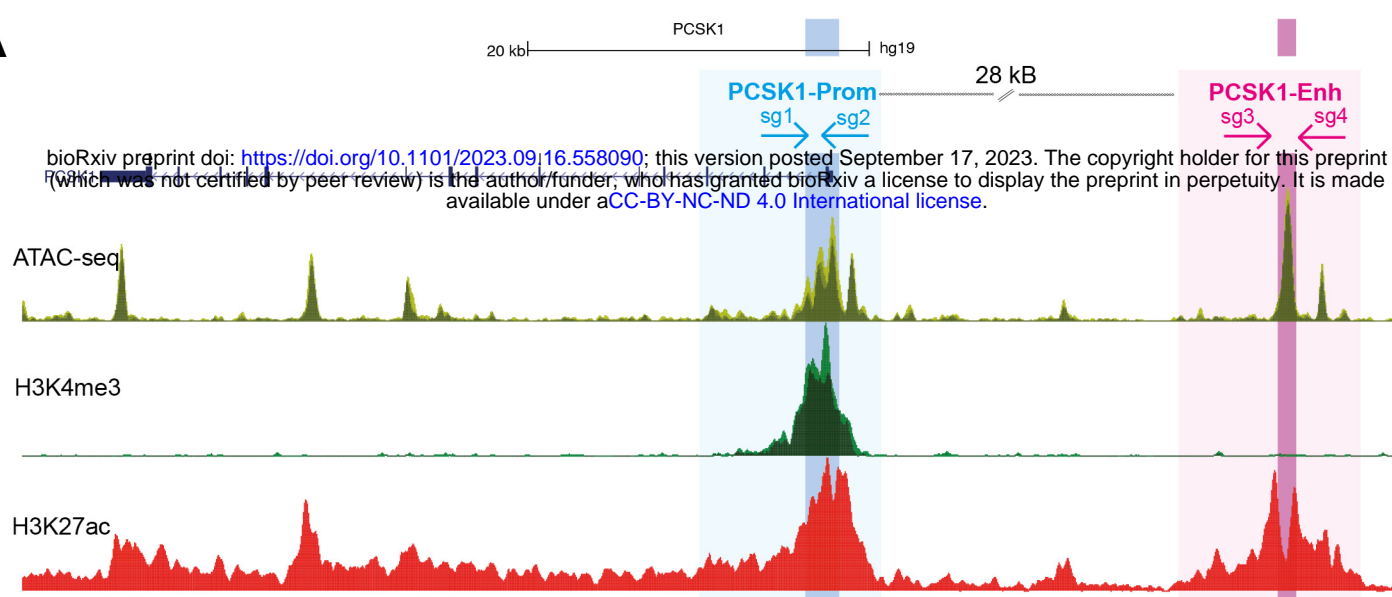 A
PCSK1
20 kb
hg19
28 kB
PCSK1-Prom
PCSK1-Enh
sg1
sg2
sg3
sg4
bioRxiv preprint doi: https://doi.org/10.1101/2023.09.16.558090; this version posted September 17, 2023. The copyright holder for this preprint
PCSK1
(which was not certified by peer review) is the author/funder, who has granted bioRxiv a license to display the preprint in perpetuity. It is made
available under aCC-BY-NC-ND 4.0 International license.
ATAC-seq
H3K4me3
H3K27ac